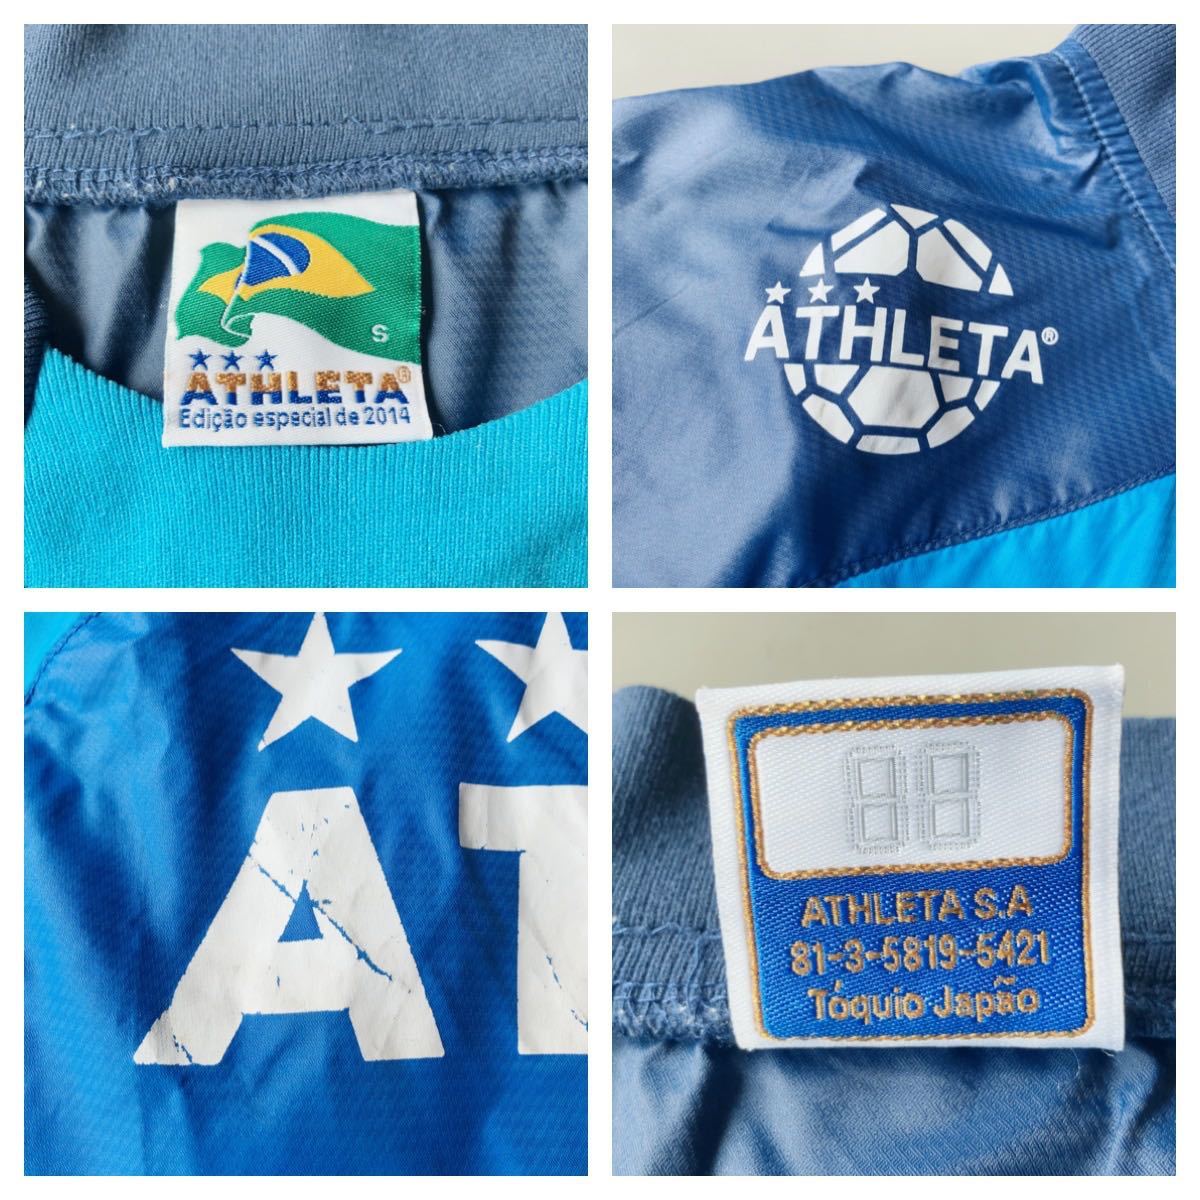 S
ATHLETA®
Edição especial de 2014
ATHLETA®
AT
88
ATHLETA S.A
81-3-5819-5421
Tóquio Japão